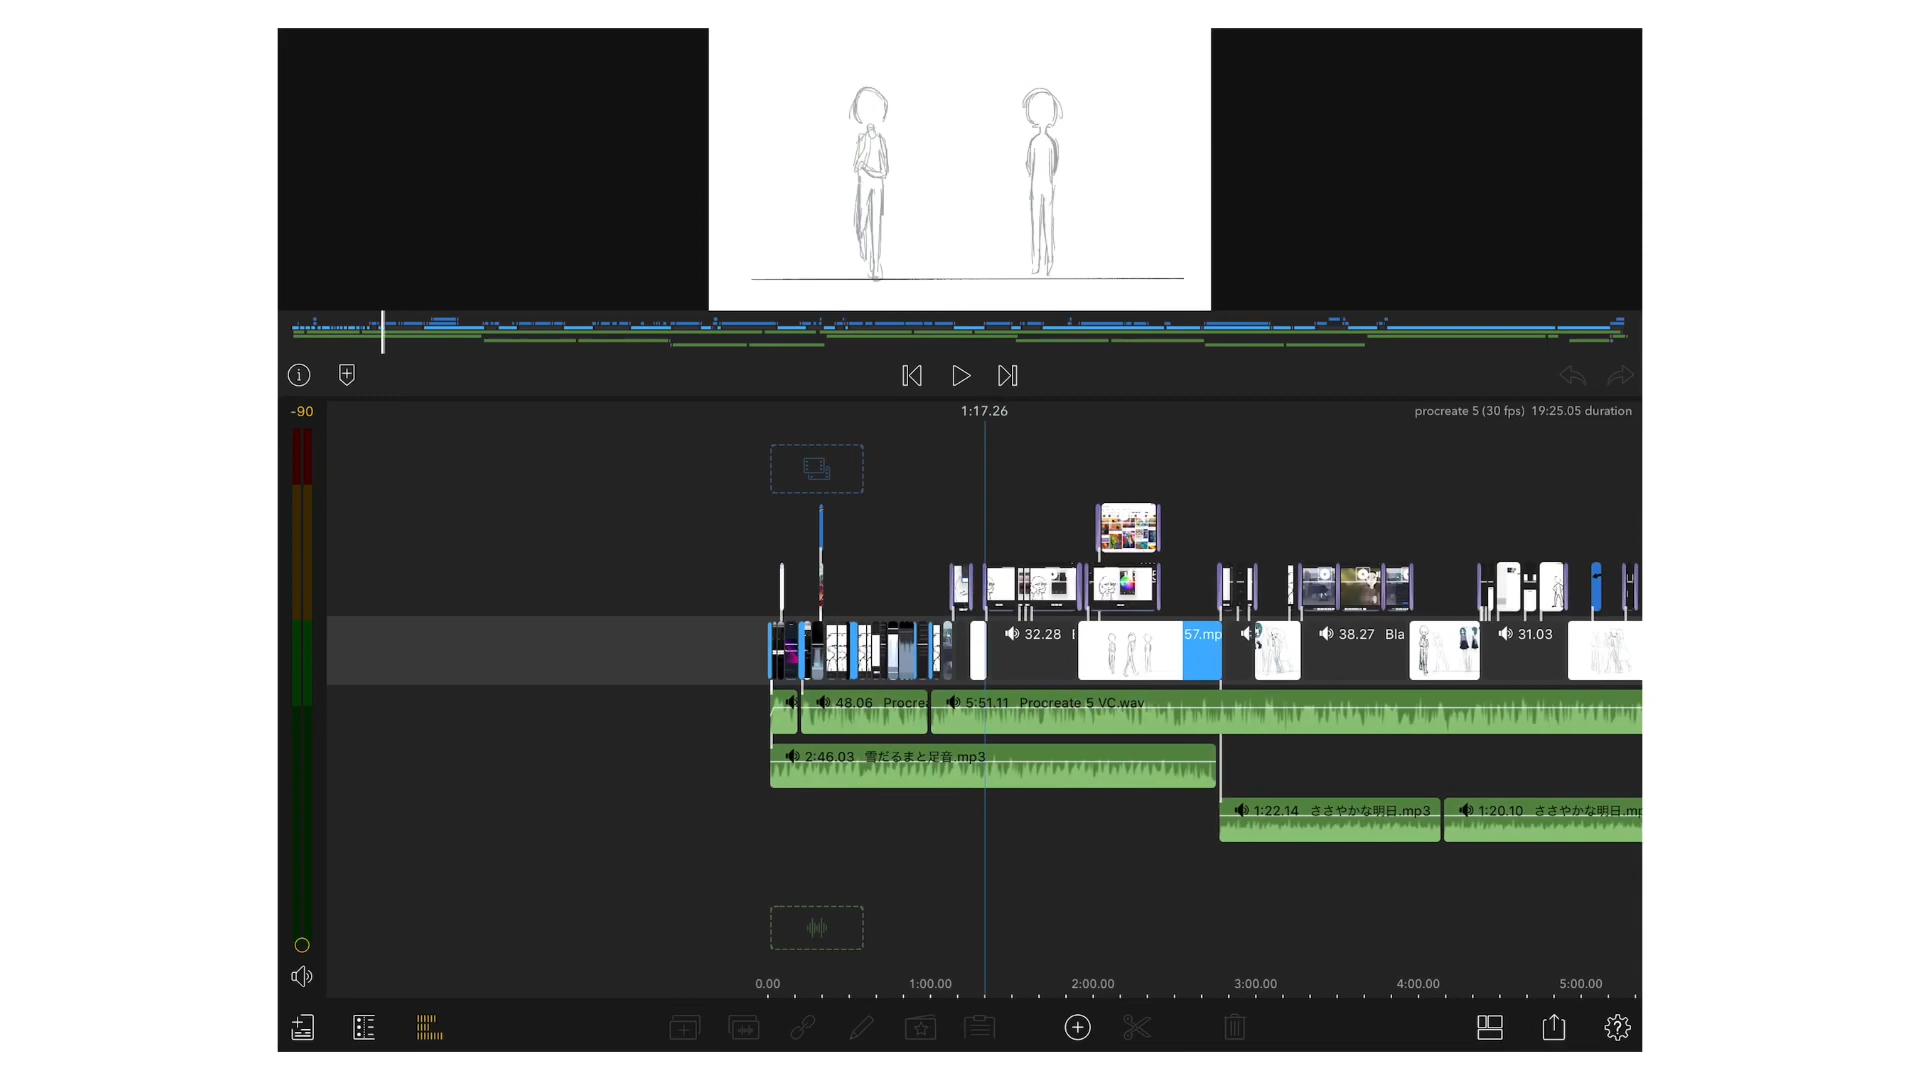 -90
1:17.26
procreate 5 (30 fps) 19:25.05 duration
32.28
57.mp
38.27 Bla
31.03
48.06 Procrea
5:51.11 Procreate 5 VC.wav
2:46.03 雪だるまと足音.mp3
1:22.14 ささやかな明日.mp3
1:20.10 ささやかな明日.mp
0.00 1:00.00 2:00.00 3:00.00 4:00.00 5:00.00